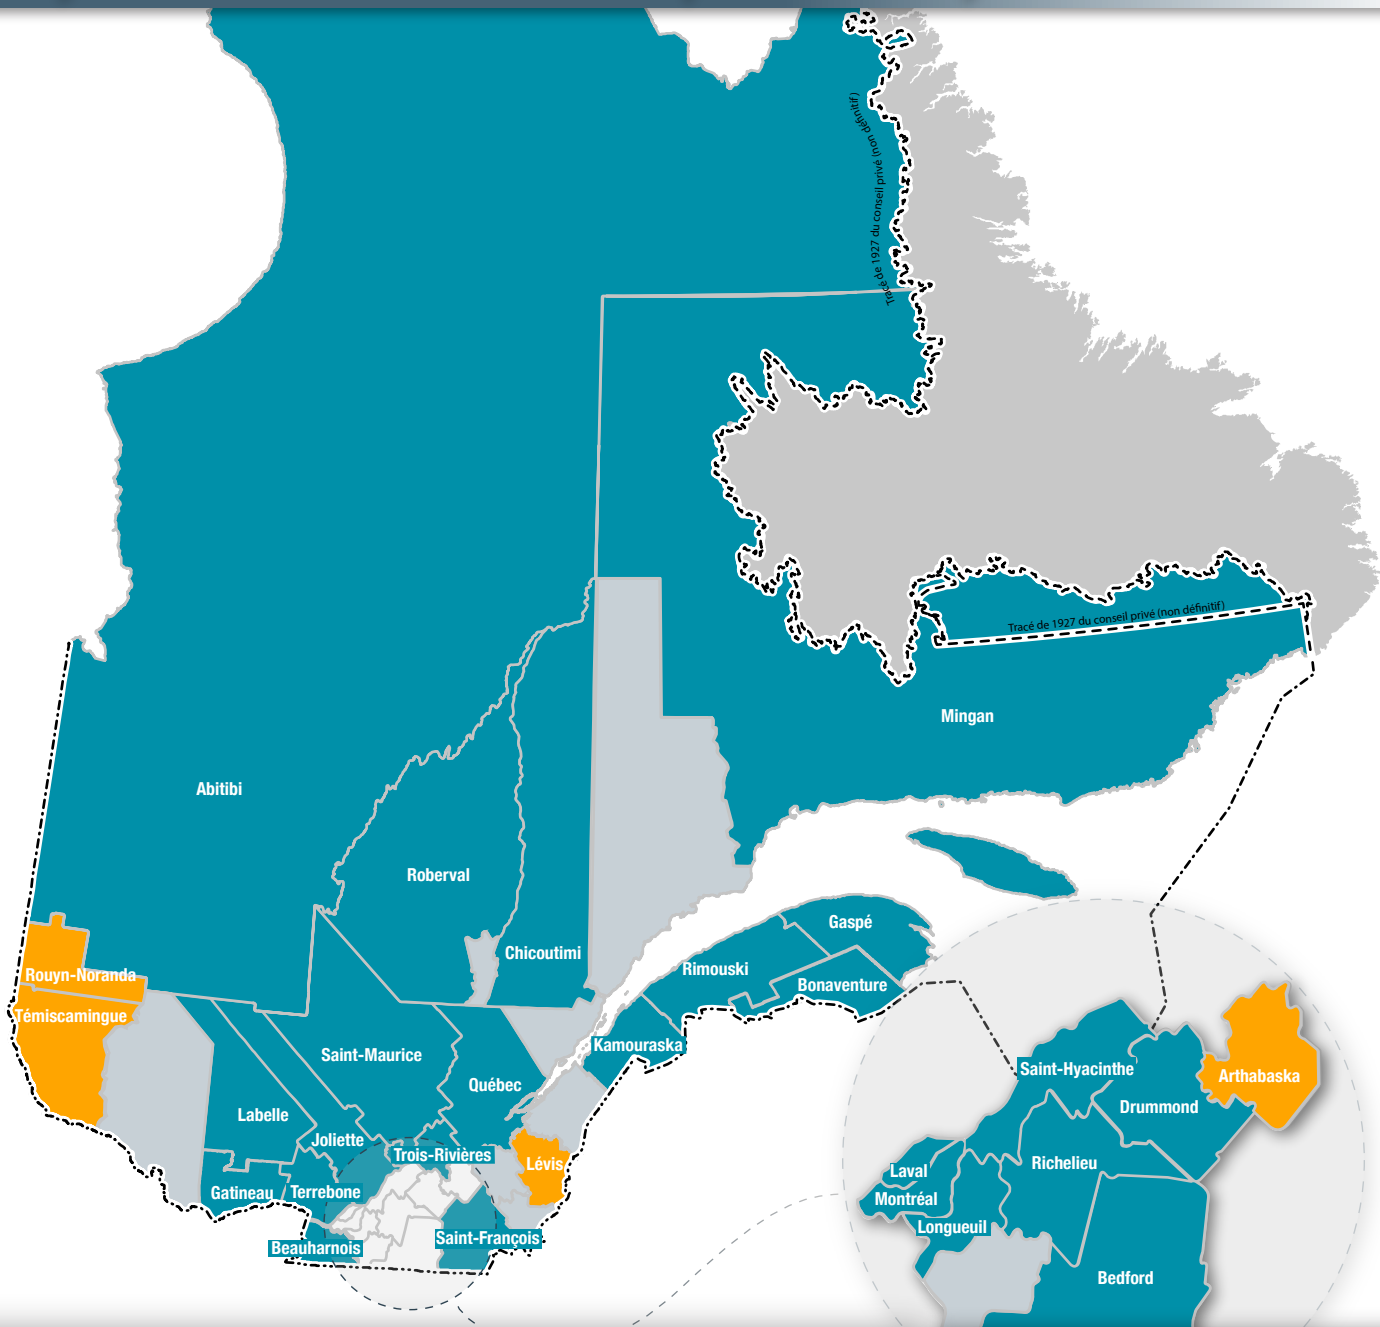 Tracé de 1927 du conseil privé (non définitif)
Tracé de 1927 du conseil privé (non définitif)
Mingan
Abitibi
Roberval
Chicoutimi
Gaspé
Rimouski
Bonaventure
Rouyn-Noranda
Témiscamingue
Kamouraska
Saint-Maurice
Québec
Labelle
Joliette
Trois-Rivières
Lévis
Gatineau
Terrebone
Saint-François
Beauharnois
Saint-Hyacinthe
Arthabaska
Drummond
Richelieu
Laval
Montréal
Longueuil
Bedford